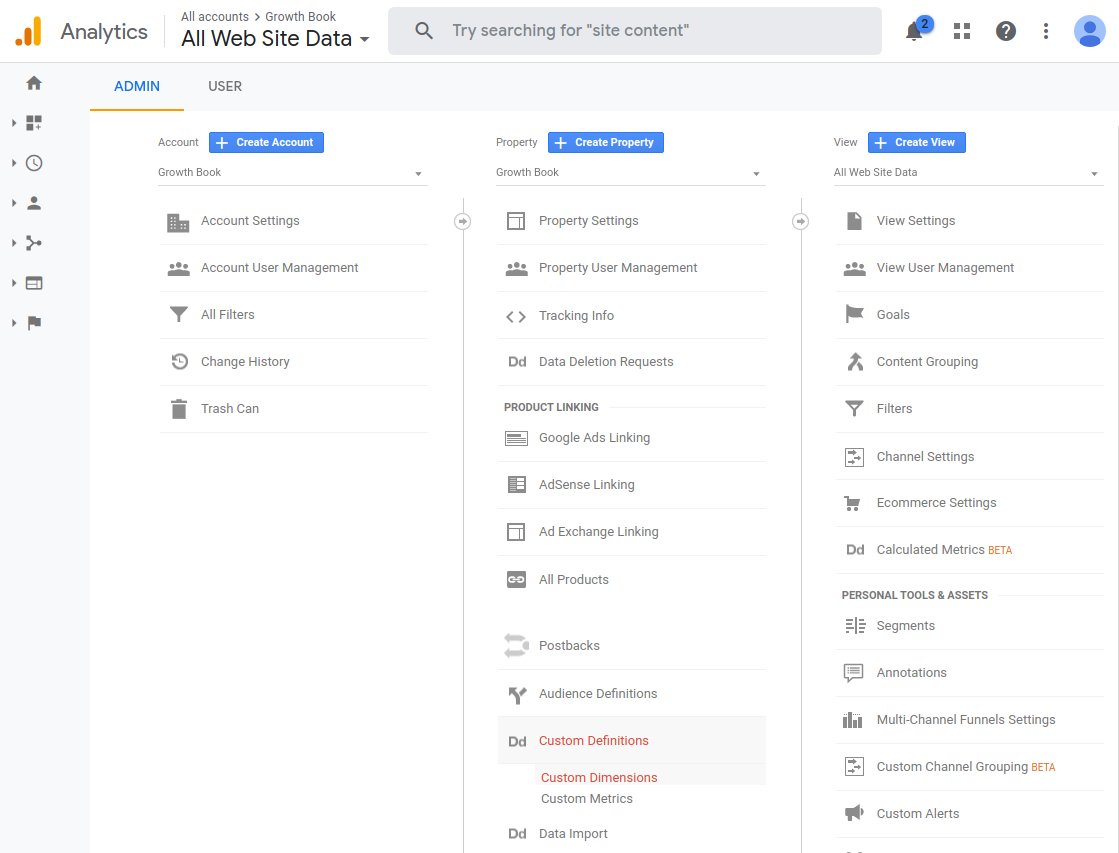 Analytics
All accounts > Growth Book
All Web Site Data
Try searching for "site content"
2
ADMIN
USER
Account
Create Account
Growth Book
Account Settings
Account User Management
All Filters
Change History
Trash Can
Property
Create Property
Growth Book
Property Settings
Property User Management
Tracking Info
Dd Data Deletion Requests
PRODUCT LINKING
Google Ads Linking
AdSense Linking
Ad Exchange Linking
All Products
Postbacks
Audience Definitions
Dd Custom Definitions
Custom Dimensions
Custom Metrics
Dd Data Import
View
Create View
All Web Site Data
View Settings
View User Management
Goals
Content Grouping
Filters
Channel Settings
Ecommerce Settings
Dd Calculated Metrics BETA
PERSONAL TOOLS & ASSETS
Segments
Annotations
Multi-Channel Funnels Settings
Custom Channel Grouping BETA
Custom Alerts